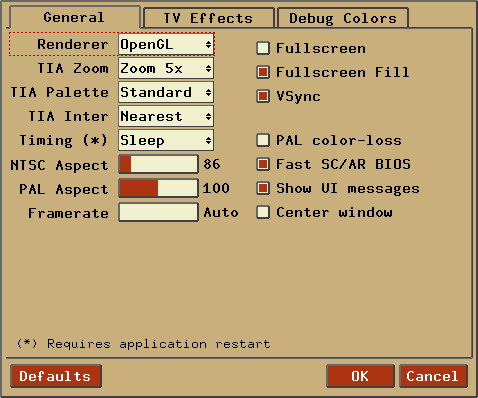 General TV Effects Debug Colors
Renderer OpenGL Fullscreen
TIA Zoom Zoom 5x Fullscreen Fill
TIA Palette Standard VSync
TIA Inter Nearest
Timing (*) Sleep PAL color-loss
NTSC Aspect 86 Fast SC/AR BIOS
PAL Aspect 100 Show UI messages
Framerate Auto Center window
(*) Requires application restart
Defaults OK Cancel